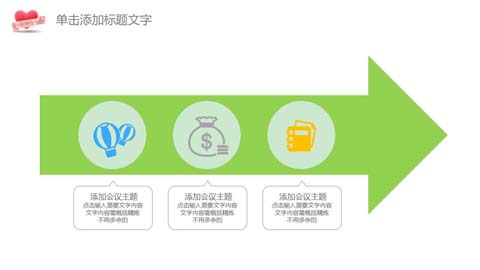 单击添加标题文字
添加会议主题
点击输入简要文字内容
文字内容需概括精炼
不用多余的
添加会议主题
点击输入简要文字内容
文字内容需概括精炼
不用多余的
添加会议主题
点击输入简要文字内容
文字内容需概括精炼
不用多余的